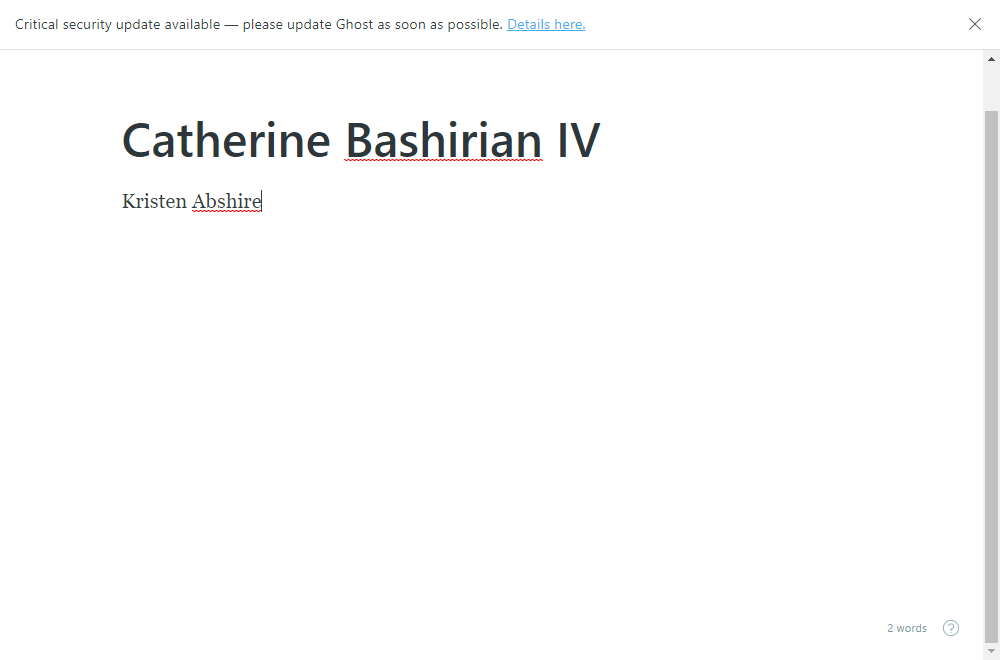 Critical security update available — please update Ghost as soon as possible. Details here.
Catherine Bashirian IV
Kristen Abshire
2 words
?